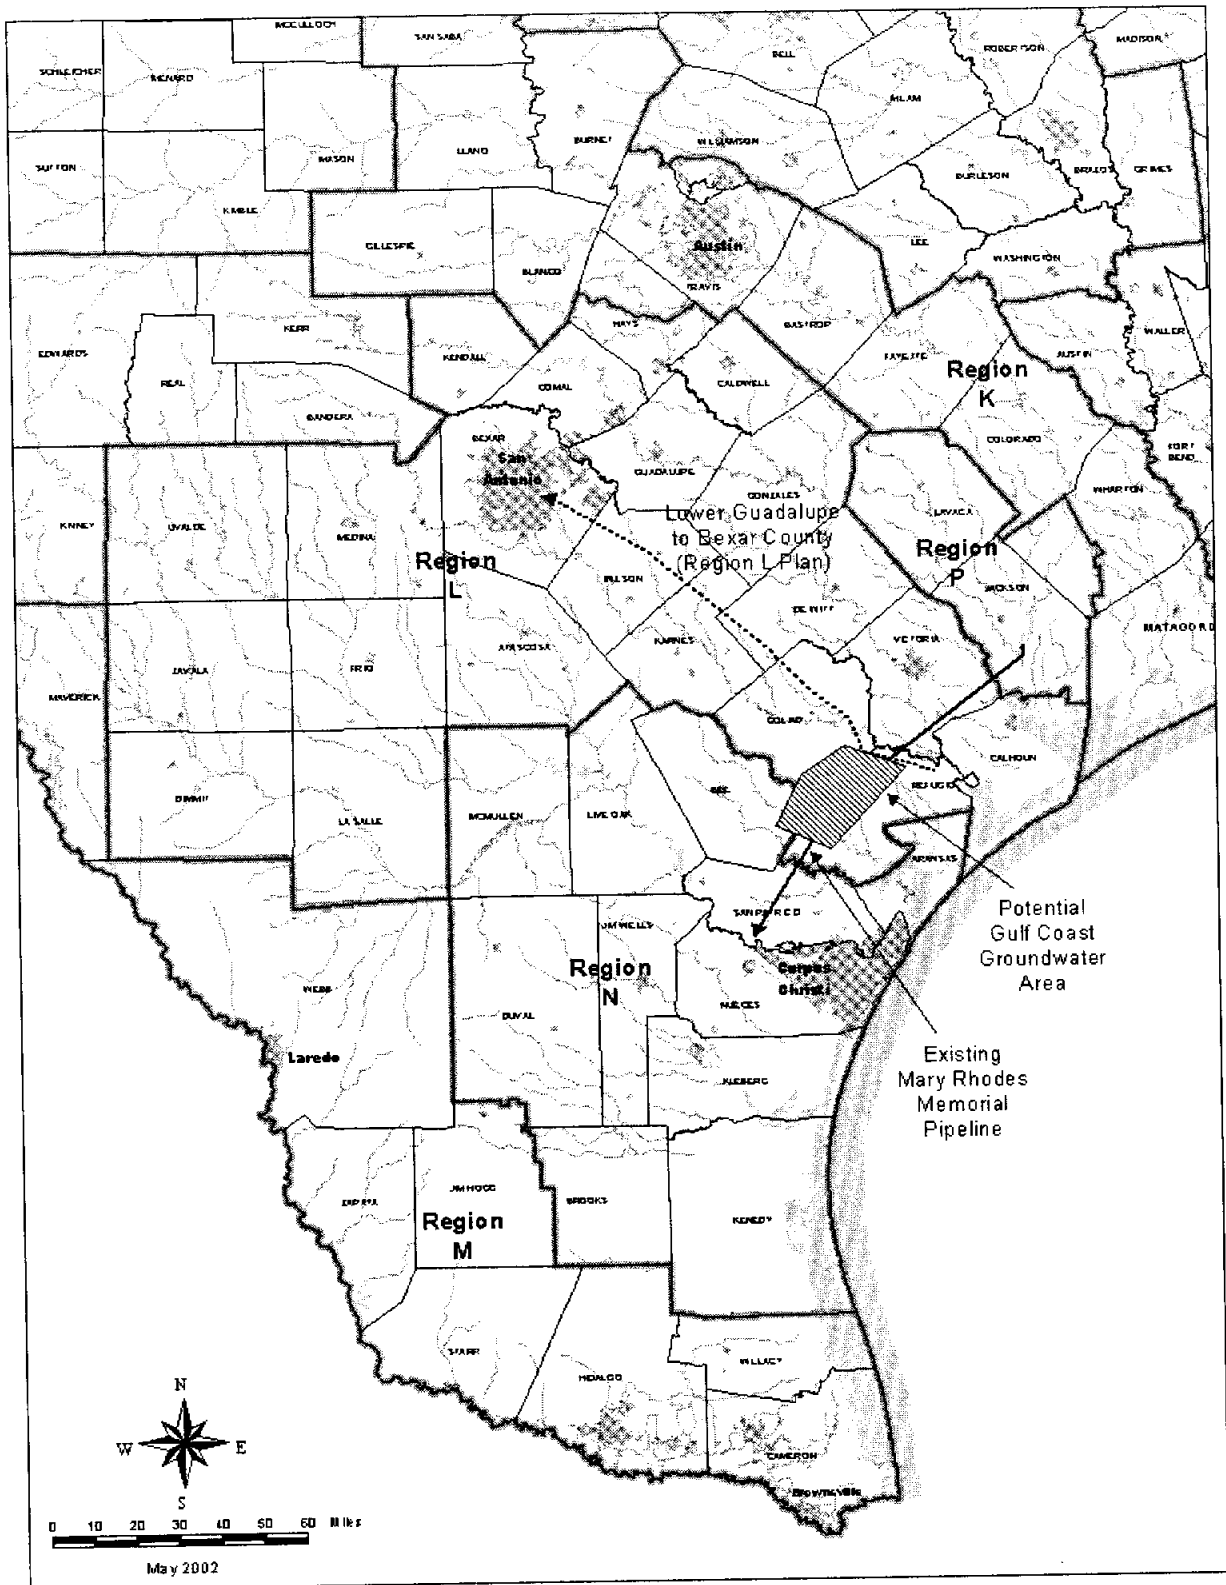 MCCULLOCH
SAN SABA
BELL
ROBERTSON
MADISON
SCHLEICHER
MENARD
MILAM
MASON
LLANO
BURNET
WILLIAMSON
BURLESON
BRAZOS
GRIMES
SUTTON
KIMBLE
GILLESPIE
BLANCO
Austin
TRAVIS
LEE
WASHINGTON
HAYS
BASTROP
WALLER
EDWARDS
KERR
KENDALL
FAYETTE
AUSTIN
REAL
COMAL
CALDWELL
Region
K
BANDERA
BEXAR
San
Antonio
GUADALUPE
COLORADO
FORT
BEND
GONZALES
WHARTON
KINNEY
UVALDE
MEDINA
Lower Guadalupe
to Bexar County
(Region L Plan)
LAVACA
Region
L
WILSON
Region
P
JACKSON
DE WITT
MATAGORD
ZAVALA
FRIO
ATASCOSA
KARNES
VICTORIA
MAVERICK
GOLIAD
CALHOUN
DIMMIT
LA SALLE
MCMULLEN
LIVE OAK
BEE
REFUGIO
ARANSAS
Potential
Gulf Coast
Groundwater
Area
JIM WELLS
Region
N
Corpus
Christi
WEBB
DUVAL
NUECES
Laredo
KLEBERG
Existing
Mary Rhodes
Memorial
Pipeline
ZAPATA
JIM HOGG
BROOKS
KENEDY
Region
M
STARR
HIDALGO
WILLACY
CAMERON
Brownsville
N
W E
S
0 10 20 30 40 50 60 Miles
May 2002